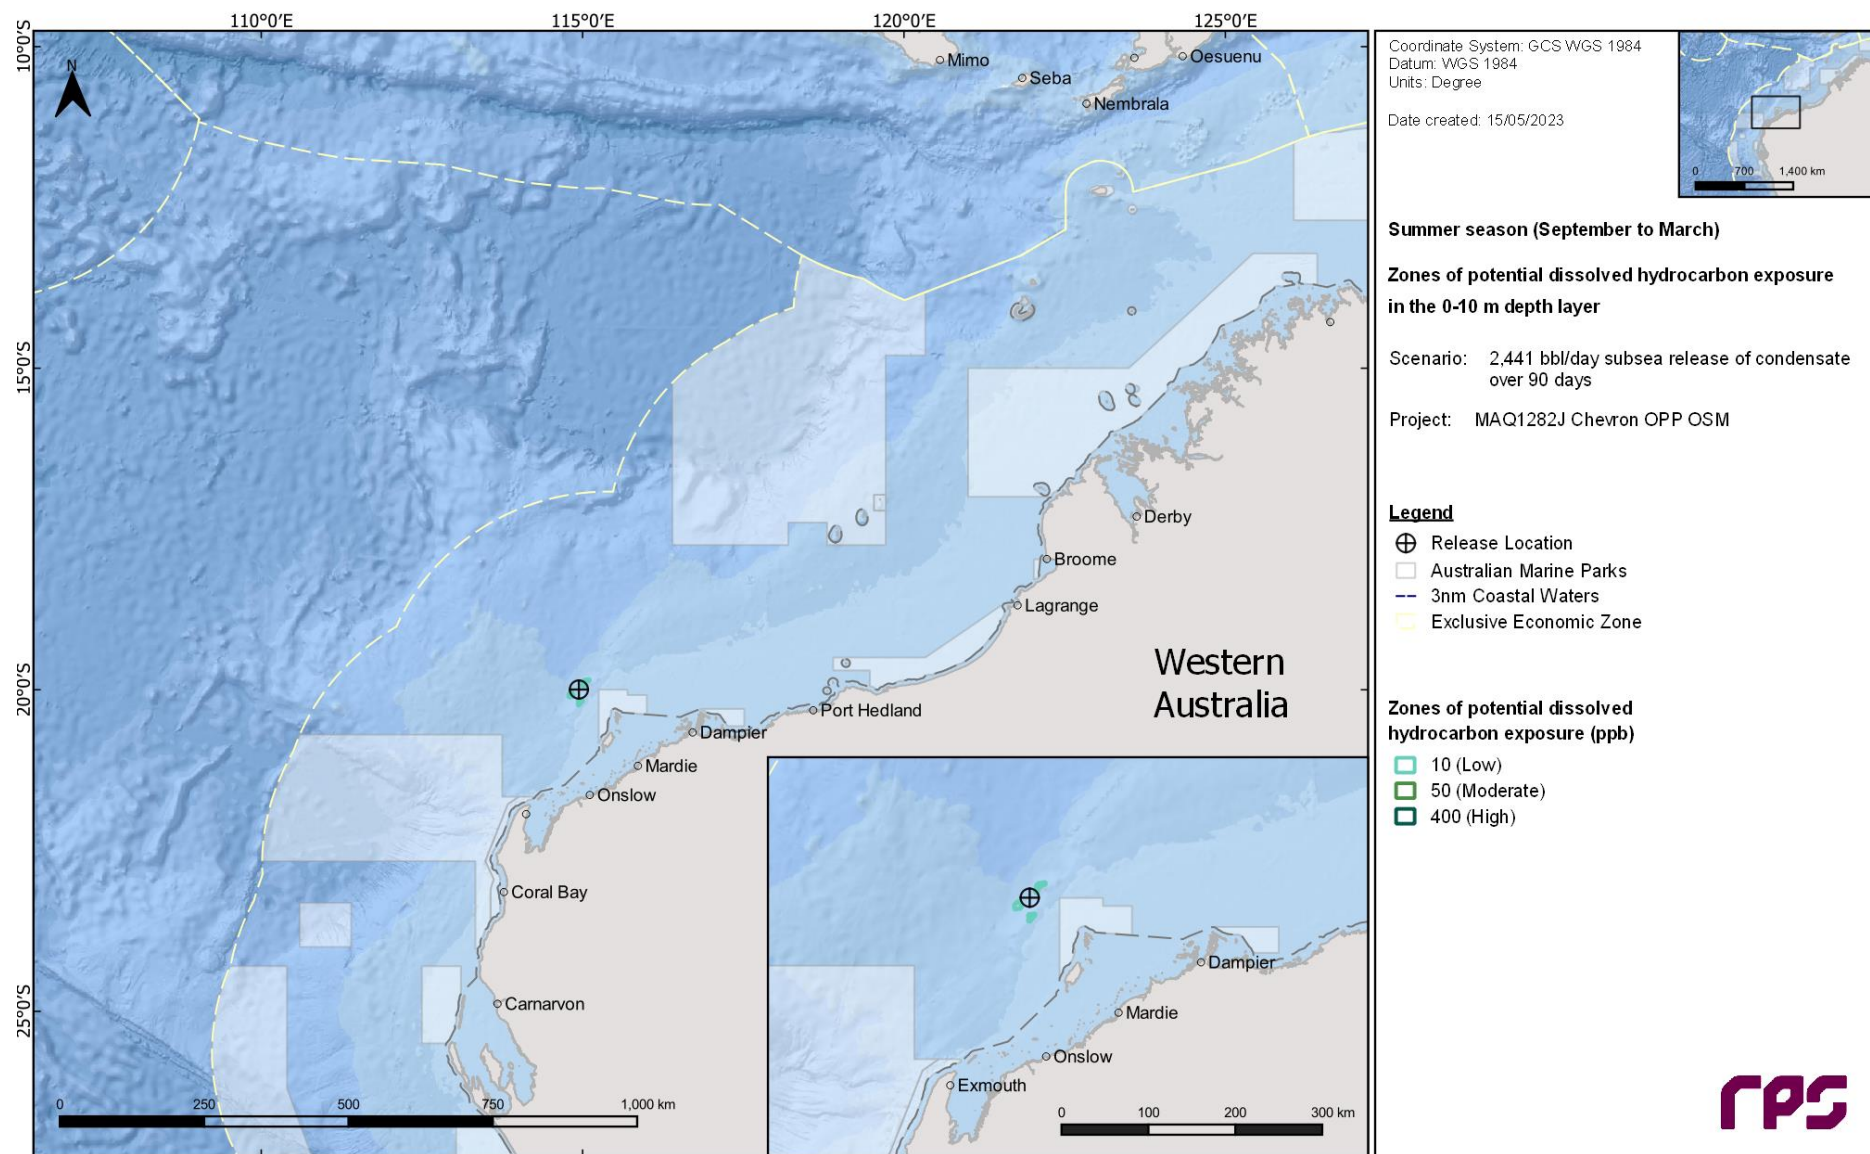 110°0′E 115°0′E 120°0′E 125°0′E
10°0′S
15°0′S
20°0′S
25°0′S
N
Mimo
Seba
Oesuenu
Nembrala
Derby
Broome
Lagrange
Western
Australia
Port Hedland
Dampier
Mardie
Onslow
Coral Bay
Carnarvon
0 250 500 750 1,000 km
Dampier
Mardie
Onslow
Exmouth
0 100 200 300 km
Coordinate System: GCS WGS 1984
Datum: WGS 1984
Units: Degree
Date created: 15/05/2023
0 700 1,400 km
Summer season (September to March)
Zones of potential dissolved hydrocarbon exposure
in the 0-10 m depth layer
Scenario: 2,441 bbl/day subsea release of condensate
over 90 days
Project: MAQ1282J Chevron OPP OSM
Legend
Release Location
Australian Marine Parks
3nm Coastal Waters
Exclusive Economic Zone
Zones of potential dissolved
hydrocarbon exposure (ppb)
10 (Low)
50 (Moderate)
400 (High)
rps